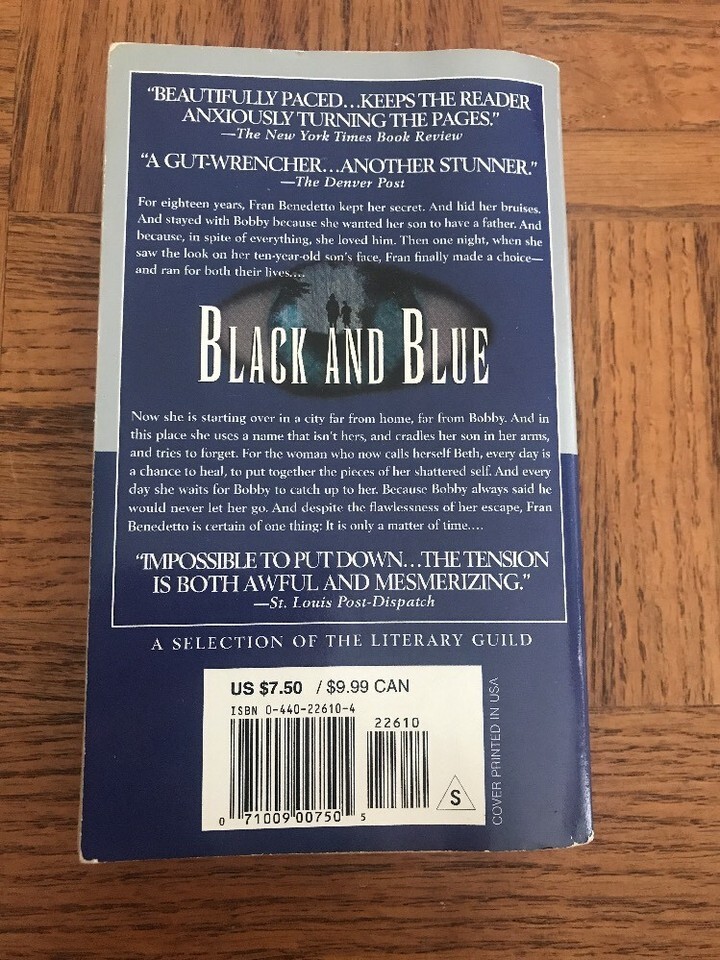 “BEAUTIFULLY PACED...KEEPS THE READER
ANXIOUSLY TURNING THE PAGES.”
—The New York Times Book Review
“A GUT-WRENCHER...ANOTHER STUNNER.”
—The Denver Post
For eighteen years, Fran Benedetto kept her secret. And hid her bruises.
And stayed with Bobby because she wanted her son to have a father. And
because, in spite of everything, she loved him. Then one night, when she
saw the look on her ten-year-old son's face, Fran finally made a choice—
and ran for both their lives....
BLACK AND BLUE
Now she is starting over in a city far from home, far from Bobby. And in
this place she uses a name that isn't hers, and cradles her son in her arms,
and tries to forget. For the woman who now calls herself Beth, every day is
a chance to heal, to put together the pieces of her shattered self. And every
day she waits for Bobby to catch up to her. Because Bobby always said he
would never let her go. And despite the flawlessness of her escape, Fran
Benedetto is certain of one thing: It is only a matter of time....
“IMPOSSIBLE TO PUT DOWN...THE TENSION
IS BOTH AWFUL AND MESMERIZING.”
—St. Louis Post-Dispatch
A SELECTION OF THE LITERARY GUILD
US $7.50 / $9.99 CAN
ISBN 0-440-22610-4
22610
0 71009 00750 5
S
COVER PRINTED IN USA